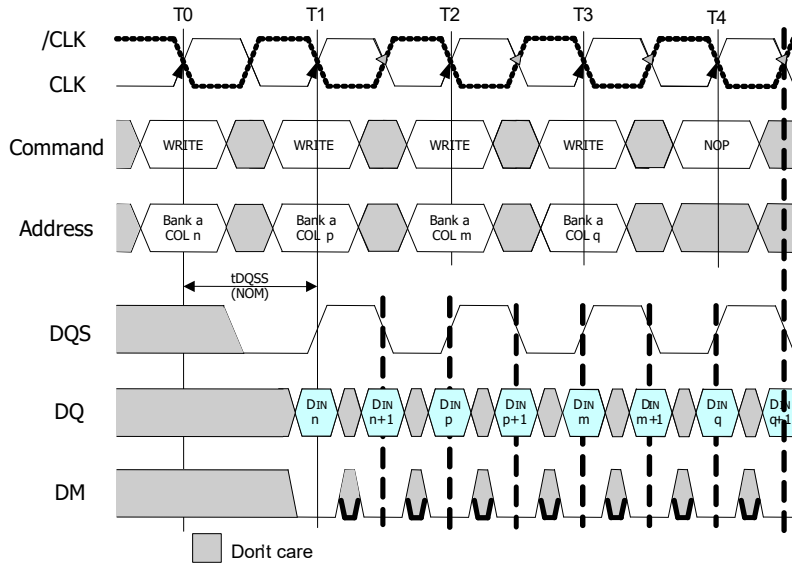 T0 T1 T2 T3 T4
/CLK
CLK
Command WRITE WRITE WRITE WRITE NOP
Address Bank a Bank a Bank a Bank a
COL n COL p COL m COL q
tDQSS
(NOM)
DQS
DQ DIN DIN DIN DIN DIN DIN DIN DIN
n n+1 p p+1 m m+1 q q+1
DM
Don't care